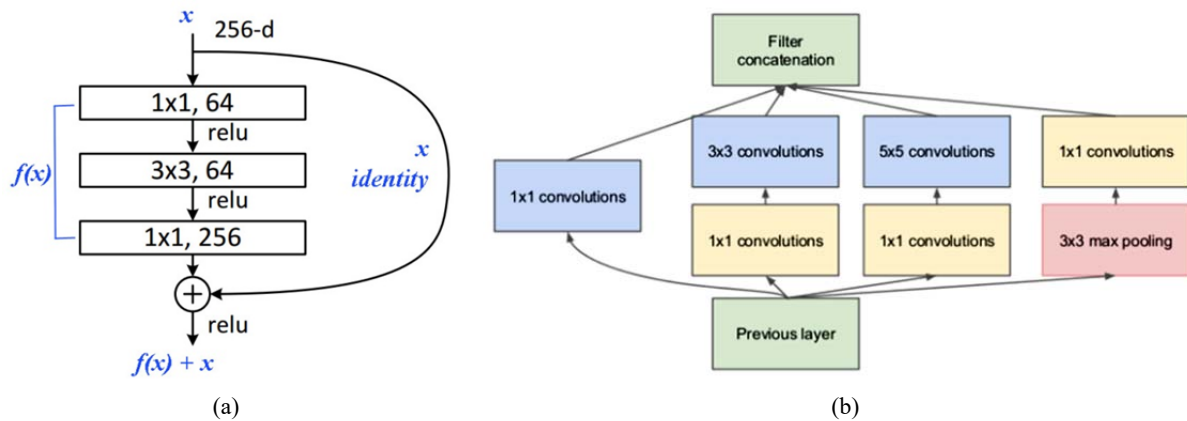 x
256-d
1x1, 64
relu
3x3, 64
relu
1x1, 256
f(x)
x
identity
+
relu
f(x) + x
(a)
Filter
concatenation
3x3 convolutions
5x5 convolutions
1x1 convolutions
1x1 convolutions
1x1 convolutions
1x1 convolutions
3x3 max pooling
Previous layer
(b)